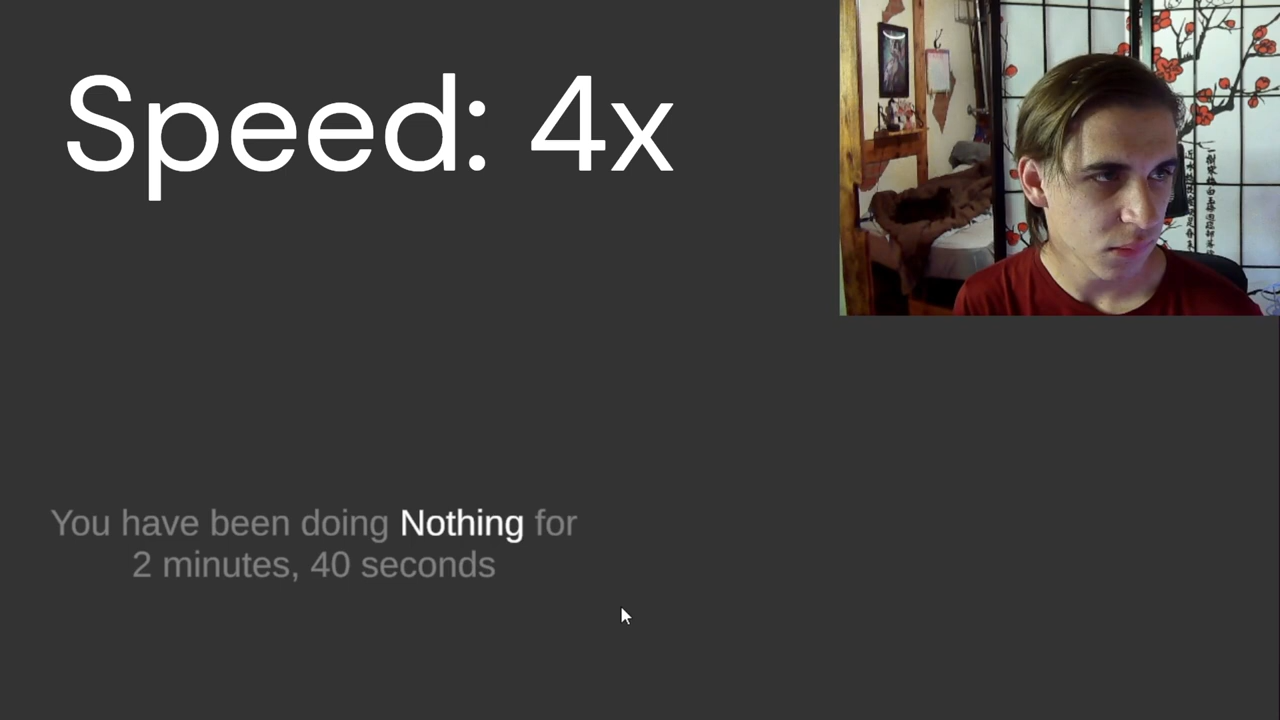 Speed: 4x
You have been doing Nothing for
2 minutes, 40 seconds